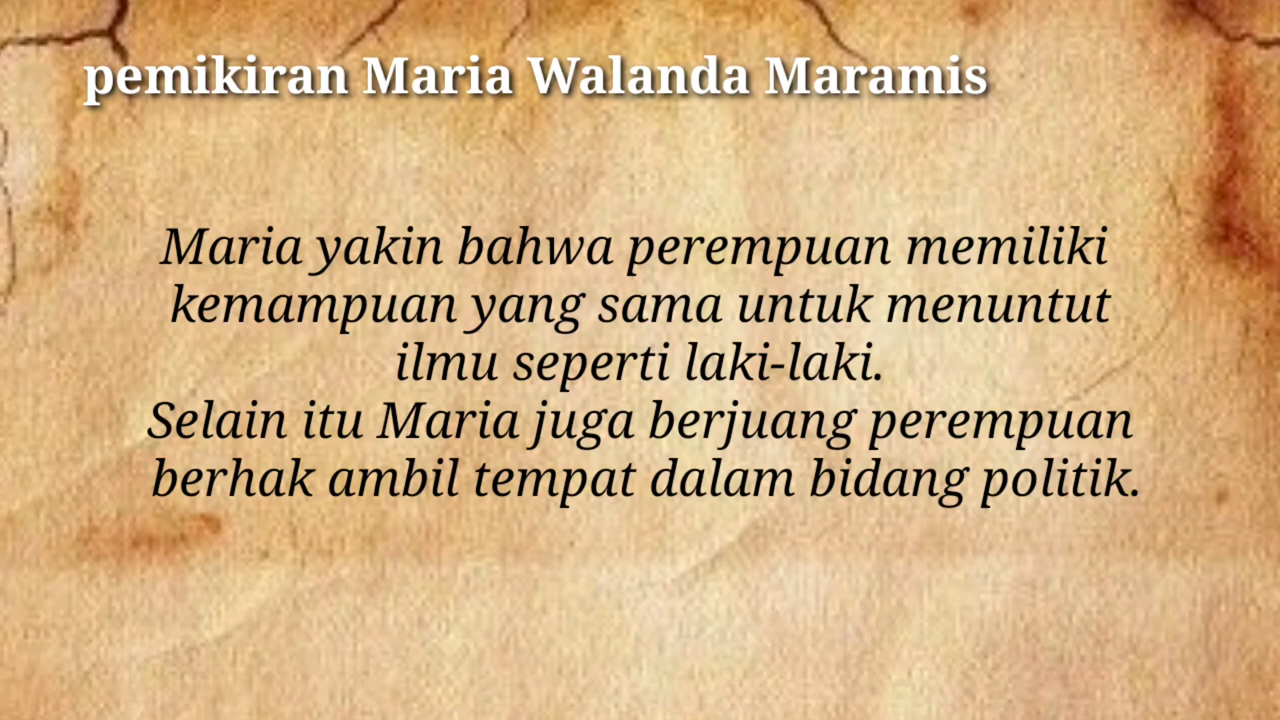 pemikiran Maria Walanda Maramis
Maria yakin bahwa perempuan memiliki
kemampuan yang sama untuk menuntut
ilmu seperti laki-laki.
Selain itu Maria juga berjuang perempuan
berhak ambil tempat dalam bidang politik.